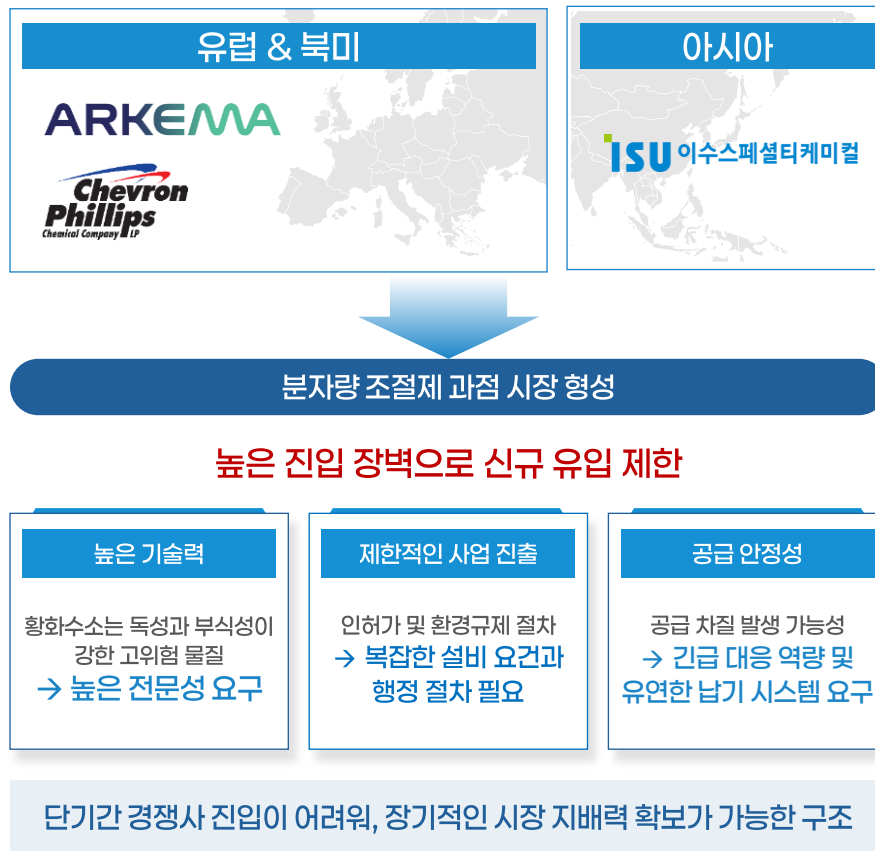 유럽 & 북미
아시아
ARKEMA
Chevron
Phillips
Chemical Company LP
ISU 이수스페셜티케미컬
분자량 조절제 과점 시장 형성
높은 진입 장벽으로 신규 유입 제한
높은 기술력
황화수소는 독성과 부식성이
강한 고위험 물질
→ 높은 전문성 요구
제한적인 사업 진출
인허가 및 환경규제 절차
→ 복잡한 설비 요건과
행정 절차 필요
공급 안정성
공급 차질 발생 가능성
→ 긴급 대응 역량 및
유연한 납기 시스템 요구
단기간 경쟁사 진입이 어려워, 장기적인 시장 지배력 확보가 가능한 구조